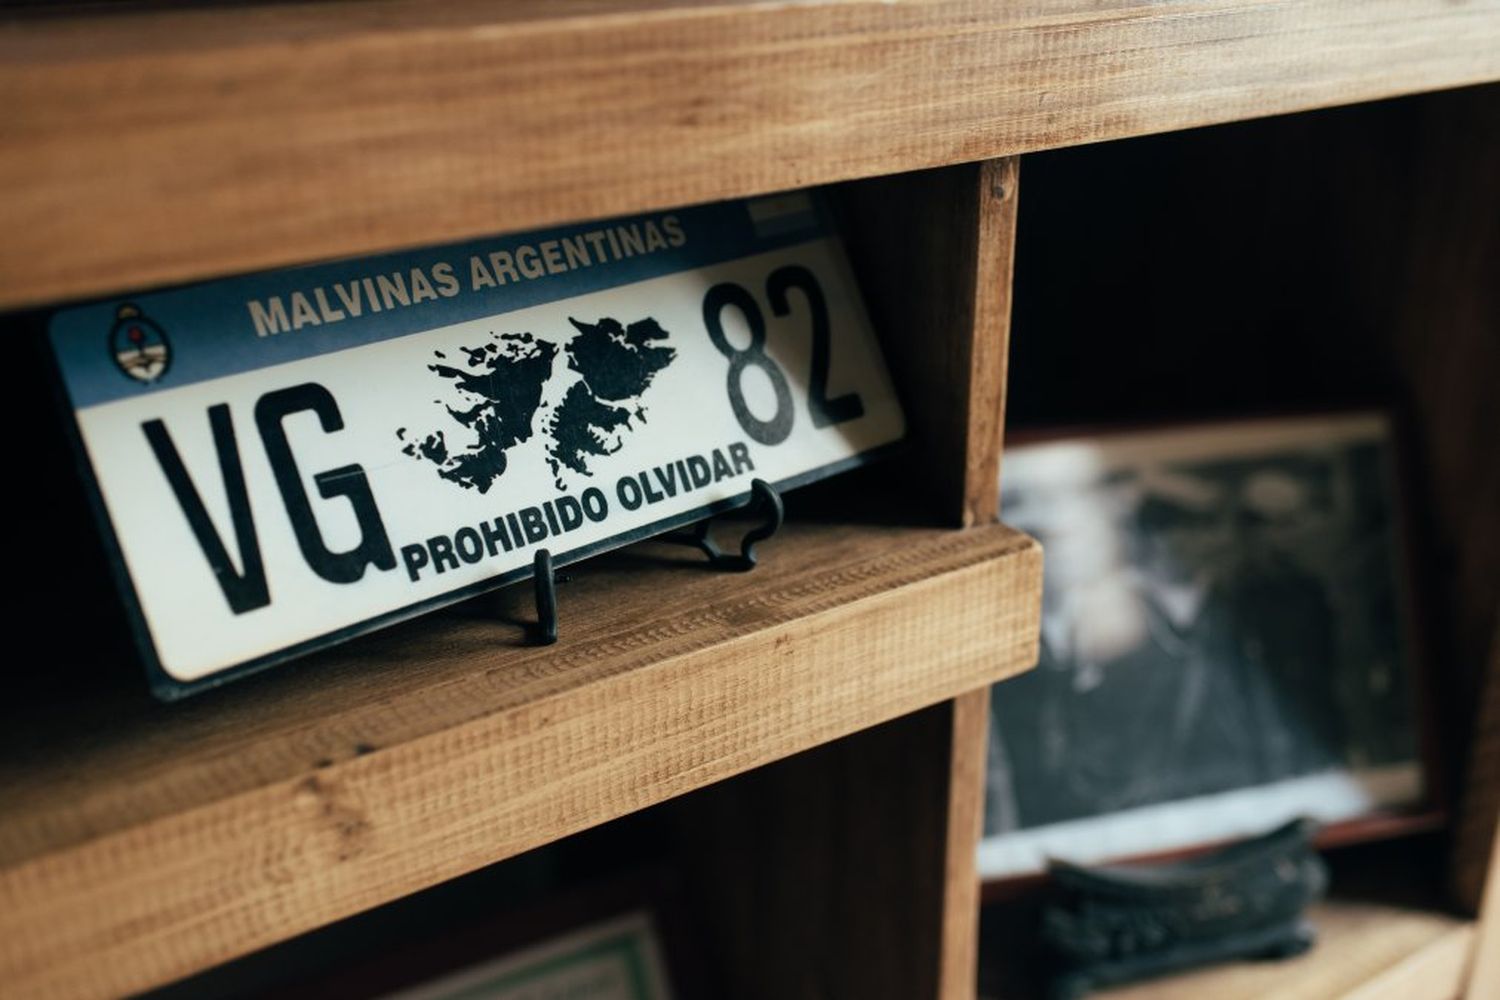 MALVINAS ARGENTINAS
VG 82
PROHIBIDO OLVIDAR